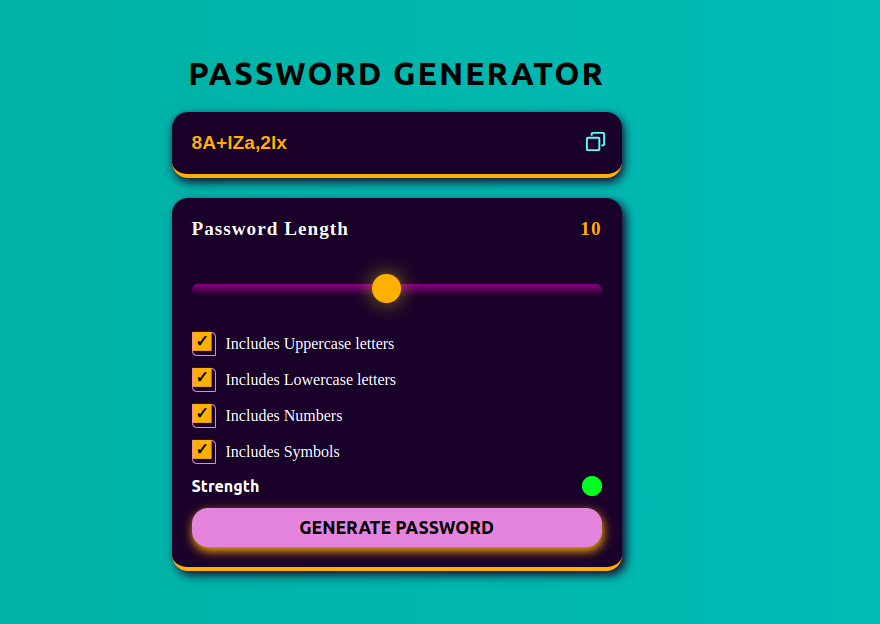 PASSWORD GENERATOR
8A+lZa,2lx
Password Length 10
Includes Uppercase letters
Includes Lowercase letters
Includes Numbers
Includes Symbols
Strength
GENERATE PASSWORD